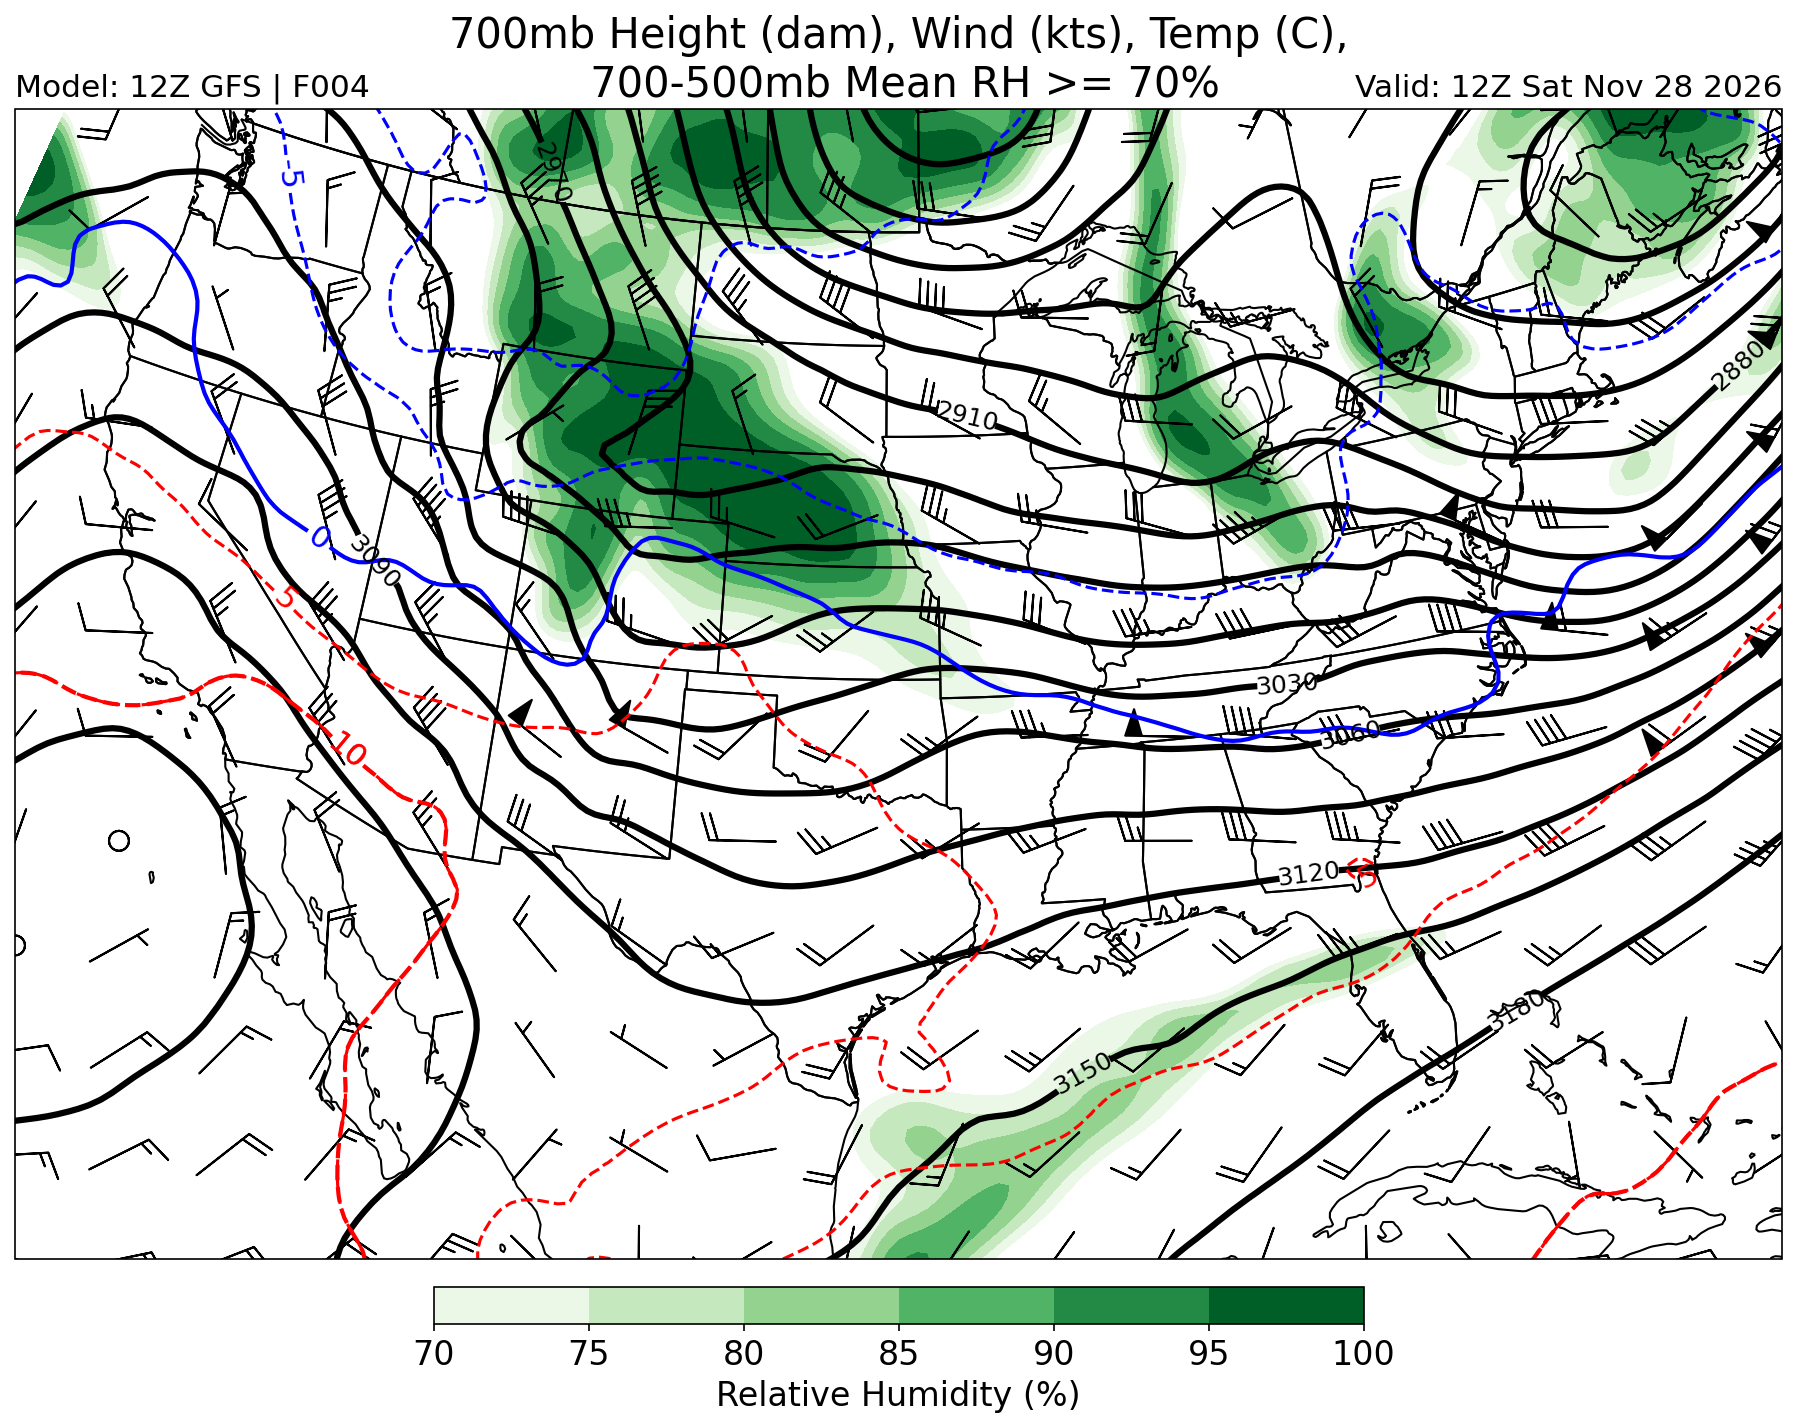 700mb Height (dam), Wind (kts), Temp (C),
700-500mb Mean RH >= 70%
Model: 12Z GFS | F004
Valid: 12Z Sat Nov 28 2026
2910
5
2880
2910
0
3090
5
3030
10
3060
3120
5
3180
3150
70 75 80 85 90 95 100
Relative Humidity (%)